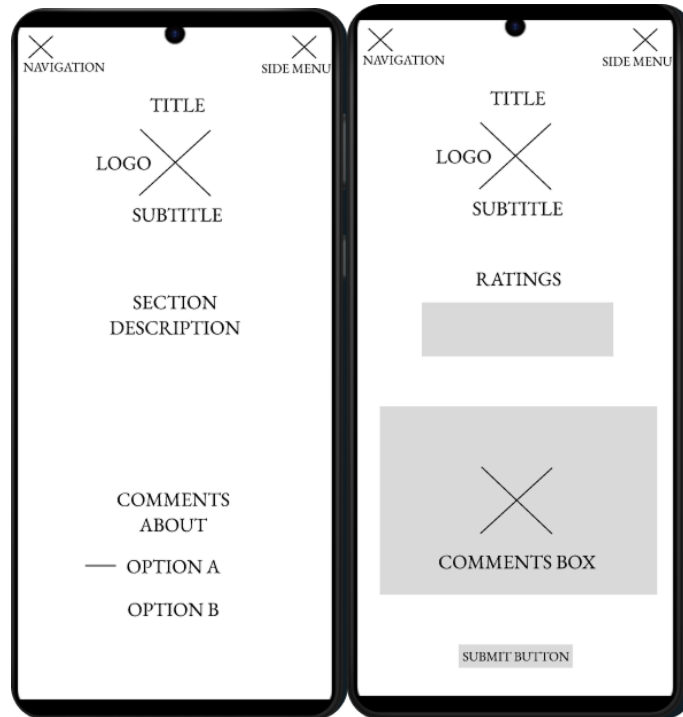 NAVIGATION
SIDE MENU
TITLE
LOGO
SUBTITLE
SECTION
DESCRIPTION
COMMENTS
ABOUT
OPTION A
OPTION B
NAVIGATION
SIDE MENU
TITLE
LOGO
SUBTITLE
RATINGS
COMMENTS BOX
SUBMIT BUTTON